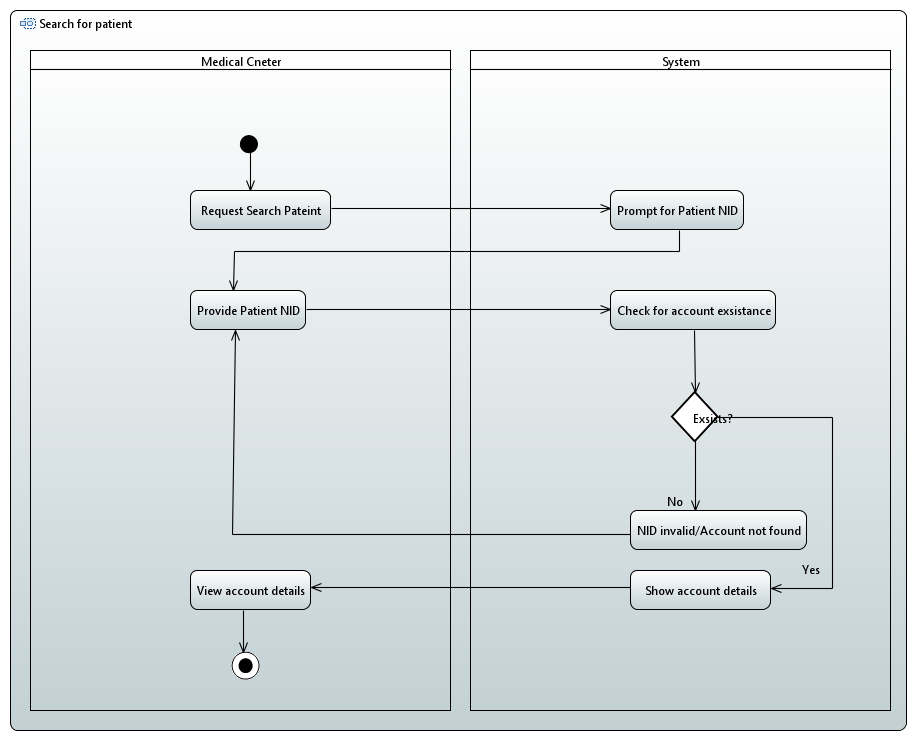 Search for patient
Medical Cneter
System
Request Search Pateint
Prompt for Patient NID
Provide Patient NID
Check for account exsistance
Exsists?
No
NID invalid/Account not found
Yes
View account details
Show account details